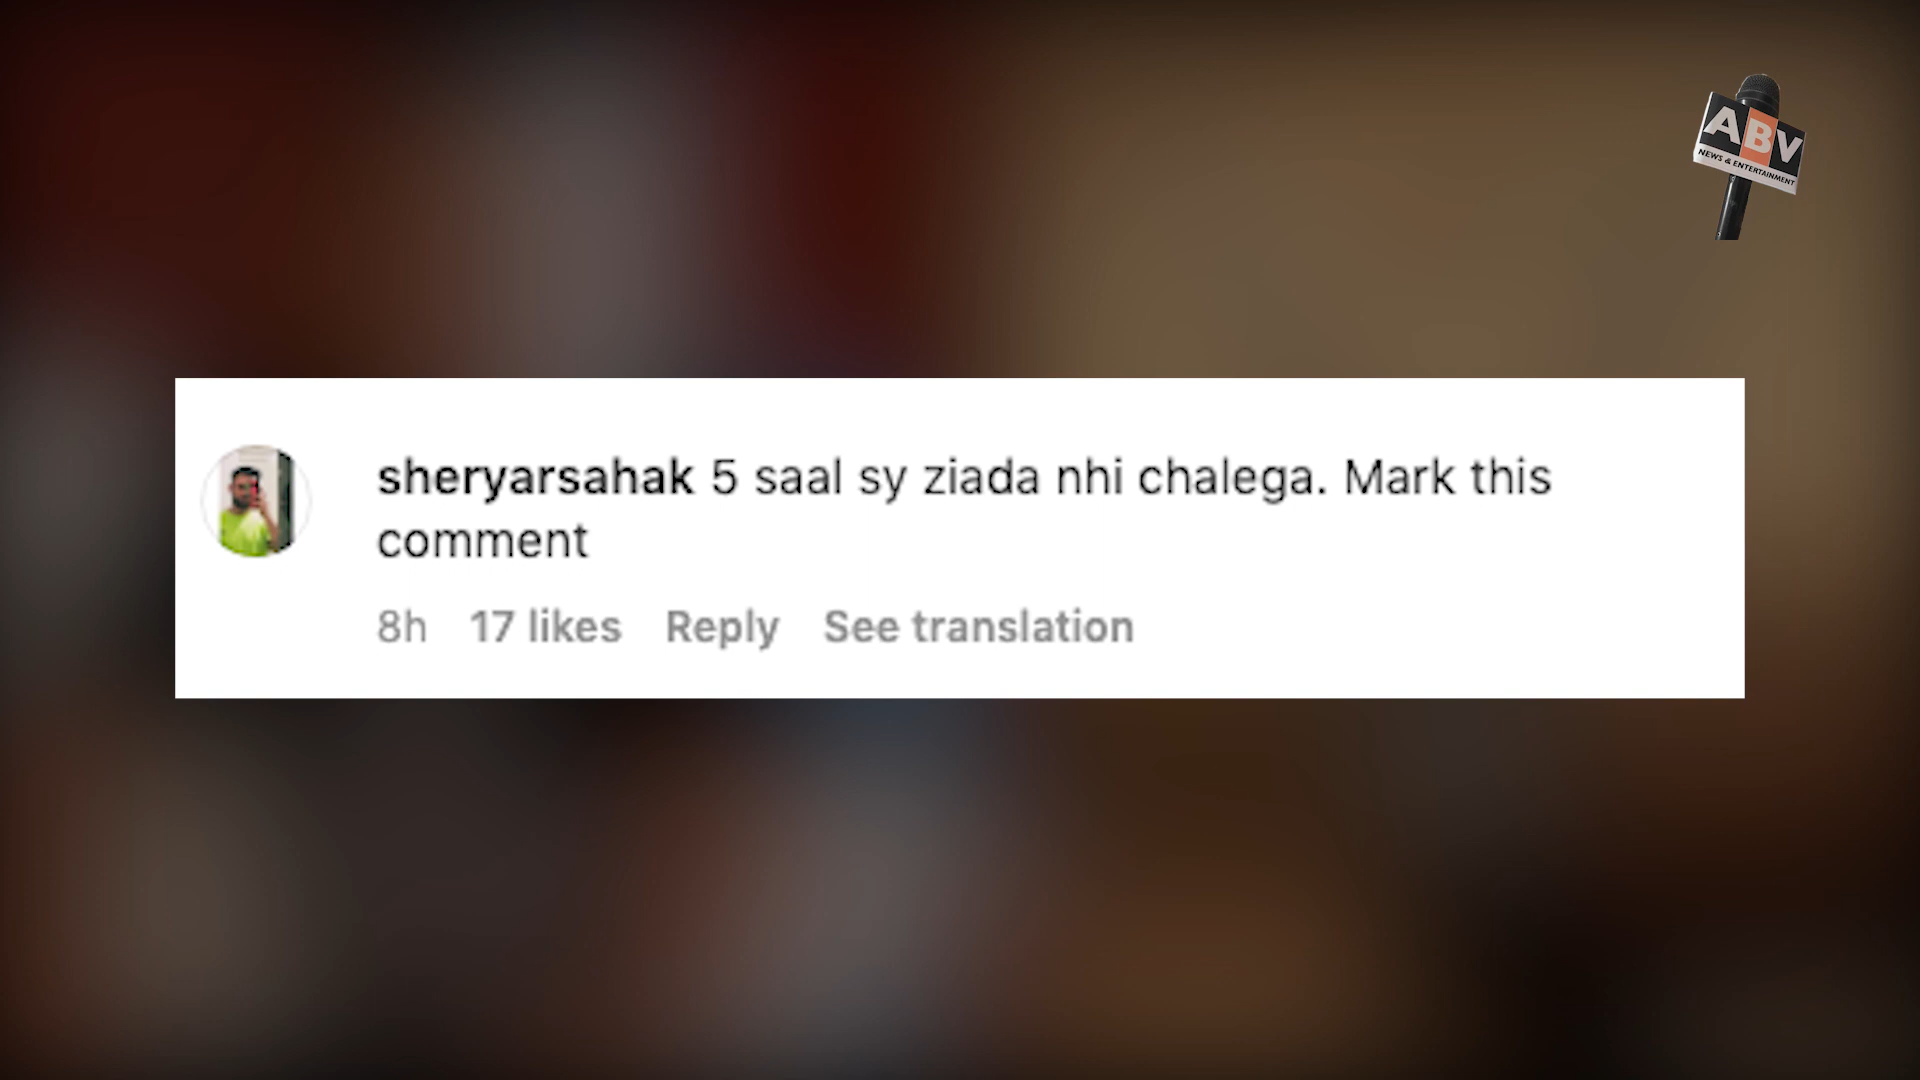 ABV
NEWS & ENTERTAINMENT
sheryarsahak 5 saal sy ziada nhi chalega. Mark this
comment
8h 17 likes Reply See translation